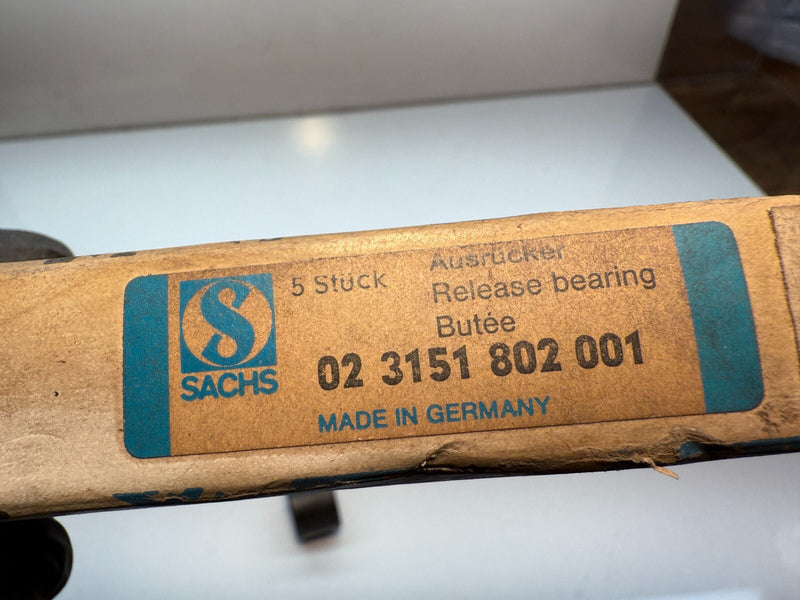 5 Stück
Ausrücker
Release bearing
Butée
SACHS
02 3151 802 001
MADE IN GERMANY